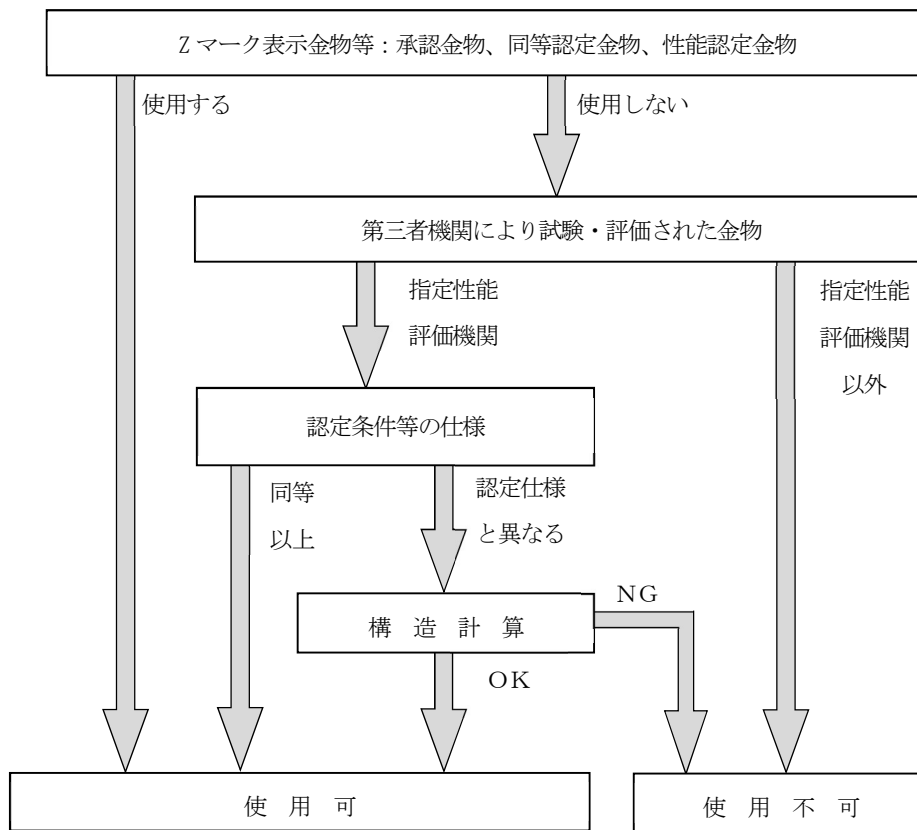 Z マーク表示金物等：承認金物、同等認定金物、性能認定金物
使用する
使用しない
第三者機関により試験・評価された金物
指定性能
評価機関
指定性能
評価機関
以外
認定条件等の仕様
同等
以上
認定仕様
と異なる
構 造 計 算
NG
OK
使 用 可
使 用 不 可